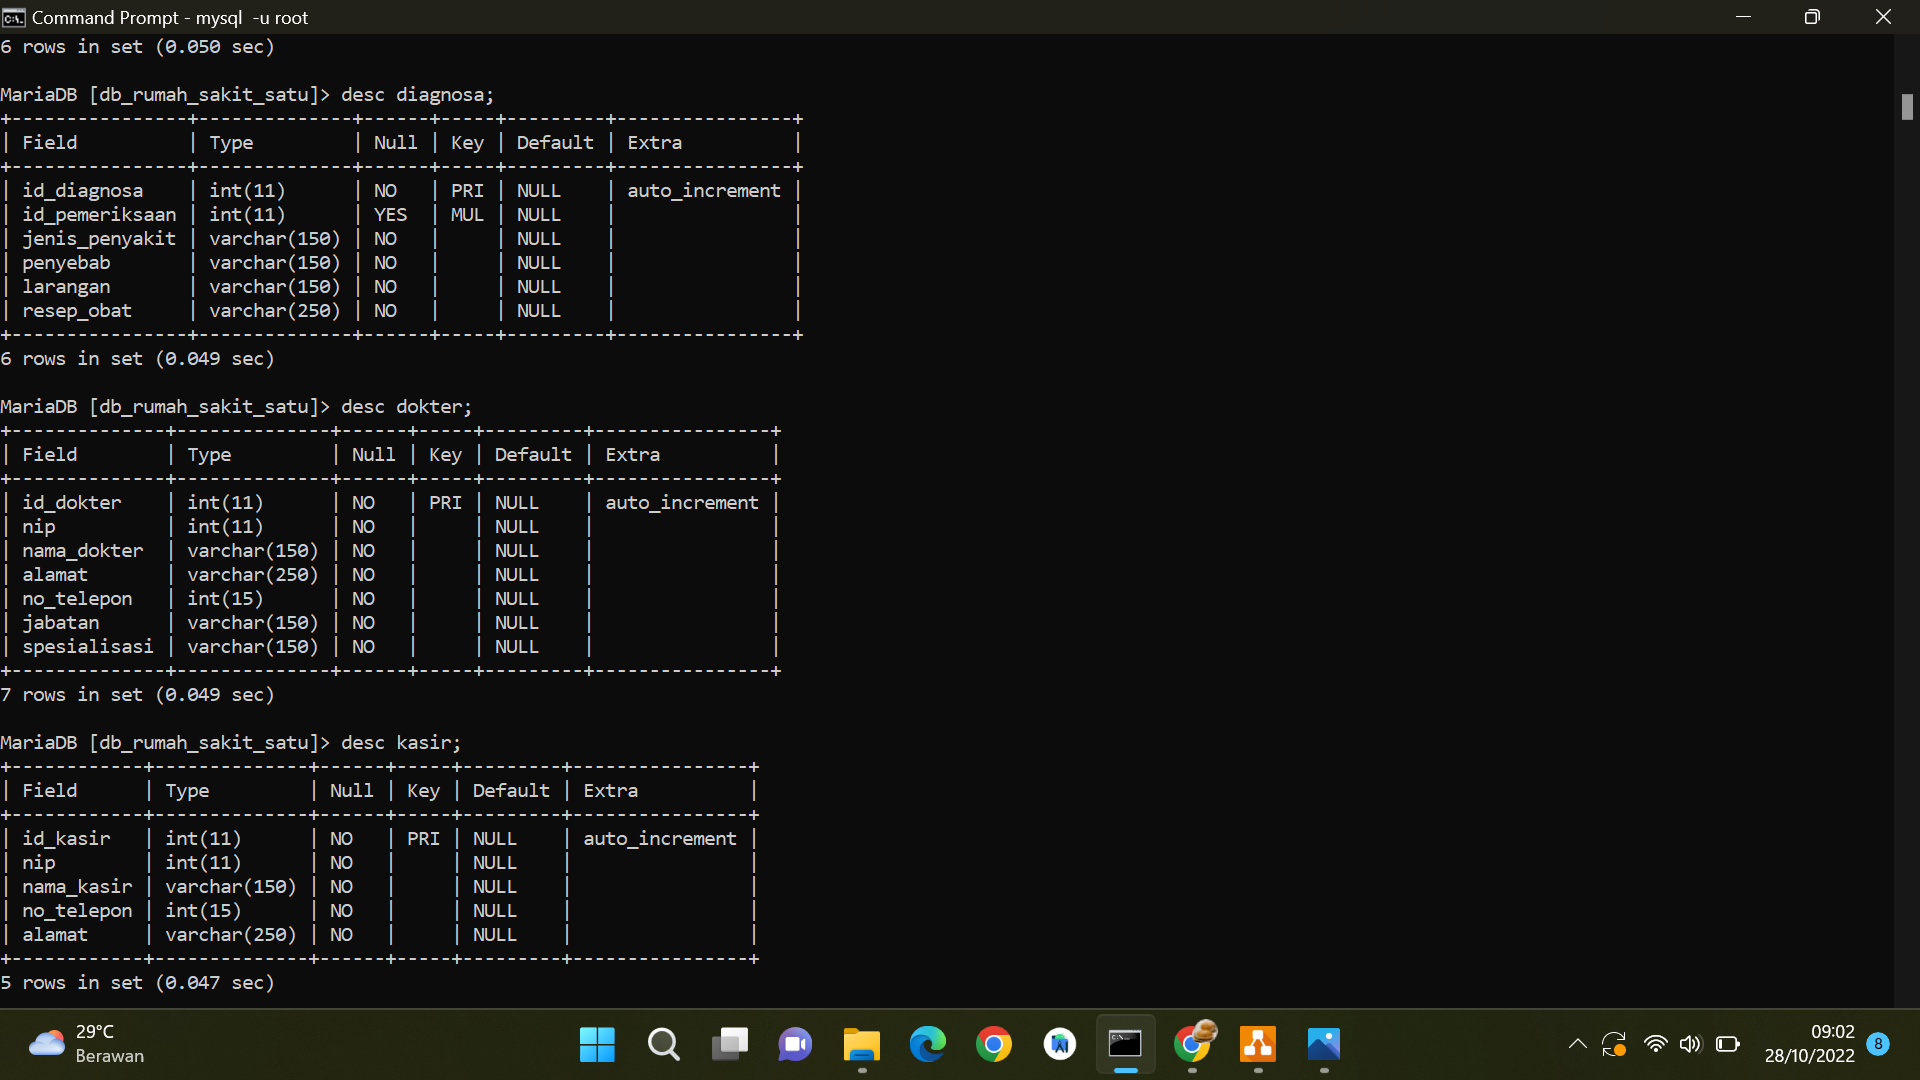 Command Prompt - mysql  -u root
6 rows in set (0.050 sec)
MariaDB [db_rumah_sakit_satu]> desc diagnosa;
+----------------+--------------+------+-----+---------+----------------+
| Field          | Type         | Null | Key | Default | Extra          |
+----------------+--------------+------+-----+---------+----------------+
| id_diagnosa    | int(11)      | NO   | PRI | NULL    | auto_increment |
| id_pemeriksaan | int(11)      | YES  | MUL | NULL    |                |
| jenis_penyakit | varchar(150) | NO   |     | NULL    |                |
| penyebab       | varchar(150) | NO   |     | NULL    |                |
| larangan       | varchar(150) | NO   |     | NULL    |                |
| resep_obat     | varchar(250) | NO   |     | NULL    |                |
+----------------+--------------+------+-----+---------+----------------+
6 rows in set (0.049 sec)
MariaDB [db_rumah_sakit_satu]> desc dokter;
+--------------+--------------+------+-----+---------+----------------+
| Field        | Type         | Null | Key | Default | Extra          |
+--------------+--------------+------+-----+---------+----------------+
| id_dokter    | int(11)      | NO   | PRI | NULL    | auto_increment |
| nip          | int(11)      | NO   |     | NULL    |                |
| nama_dokter  | varchar(150) | NO   |     | NULL    |                |
| alamat       | varchar(250) | NO   |     | NULL    |                |
| no_telepon   | int(15)      | NO   |     | NULL    |                |
| jabatan      | varchar(150) | NO   |     | NULL    |                |
| spesialisasi | varchar(150) | NO   |     | NULL    |                |
+--------------+--------------+------+-----+---------+----------------+
7 rows in set (0.049 sec)
MariaDB [db_rumah_sakit_satu]> desc kasir;
+------------+--------------+------+-----+---------+----------------+
| Field      | Type         | Null | Key | Default | Extra          |
+------------+--------------+------+-----+---------+----------------+
| id_kasir   | int(11)      | NO   | PRI | NULL    | auto_increment |
| nip        | int(11)      | NO   |     | NULL    |                |
| nama_kasir | varchar(150) | NO   |     | NULL    |                |
| no_telepon | int(15)      | NO   |     | NULL    |                |
| alamat     | varchar(250) | NO   |     | NULL    |                |
+------------+--------------+------+-----+---------+----------------+
5 rows in set (0.047 sec)
29°C
Berawan
09:02
28/10/2022
8